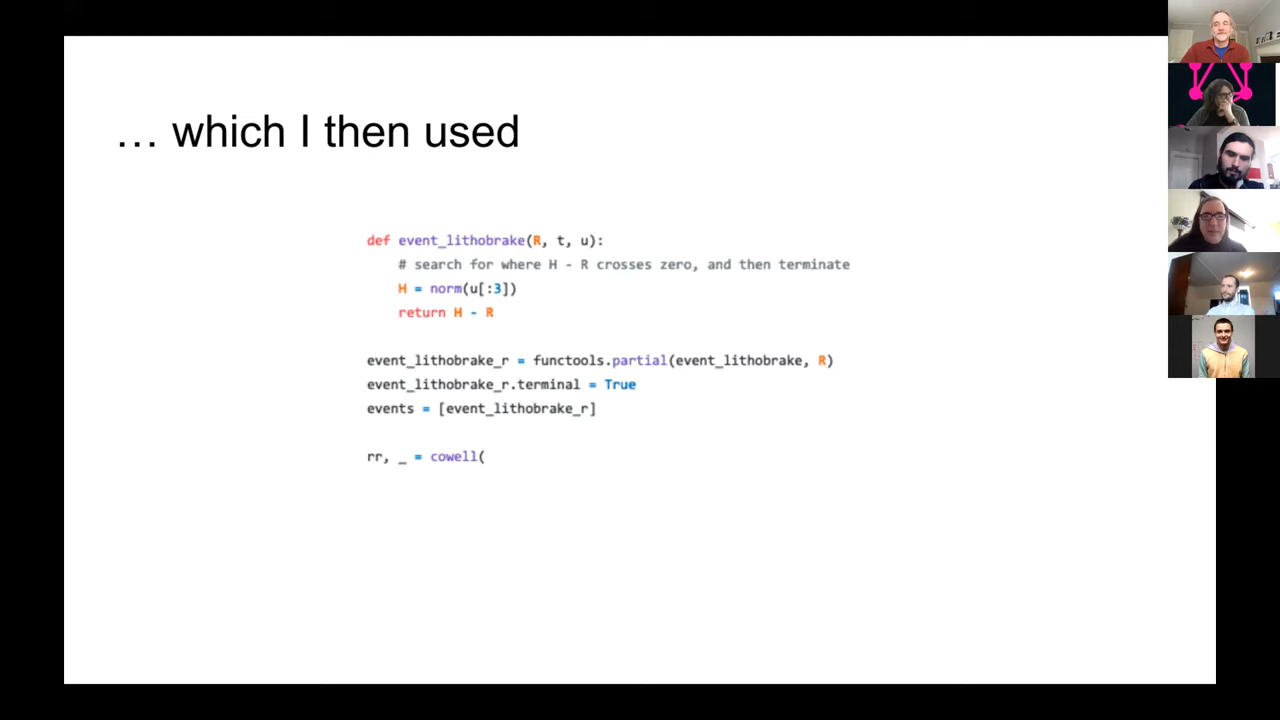 … which I then used
def event_lithobrake(R, t, u):
# search for where H - R crosses zero, and then terminate
H = norm(u[:3])
return H - R
event_lithobrake_r = functools.partial(event_lithobrake, R)
event_lithobrake_r.terminal = True
events = [event_lithobrake_r]
rr, _ = cowell(